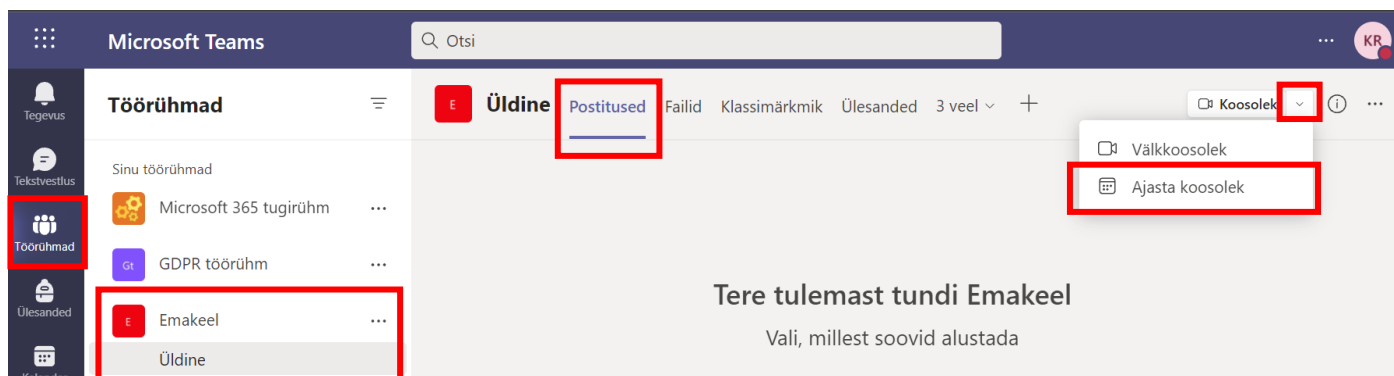 Microsoft Teams
Otsi
KR
Tegevus
Tekstvestlus
Töörühmad
Ülesanded
Kalender
Töörühmad
Sinu töörühmad
Microsoft 365 tugirühm
Gt
GDPR töörühm
E
Emakeel
Üldine
E
Üldine
Postitused
Failid
Klassimärkmik
Ülesanded
3 veel
Koosolek
Välkkoosolek
Ajasta koosolek
Tere tulemast tundi Emakeel
Vali, millest soovid alustada